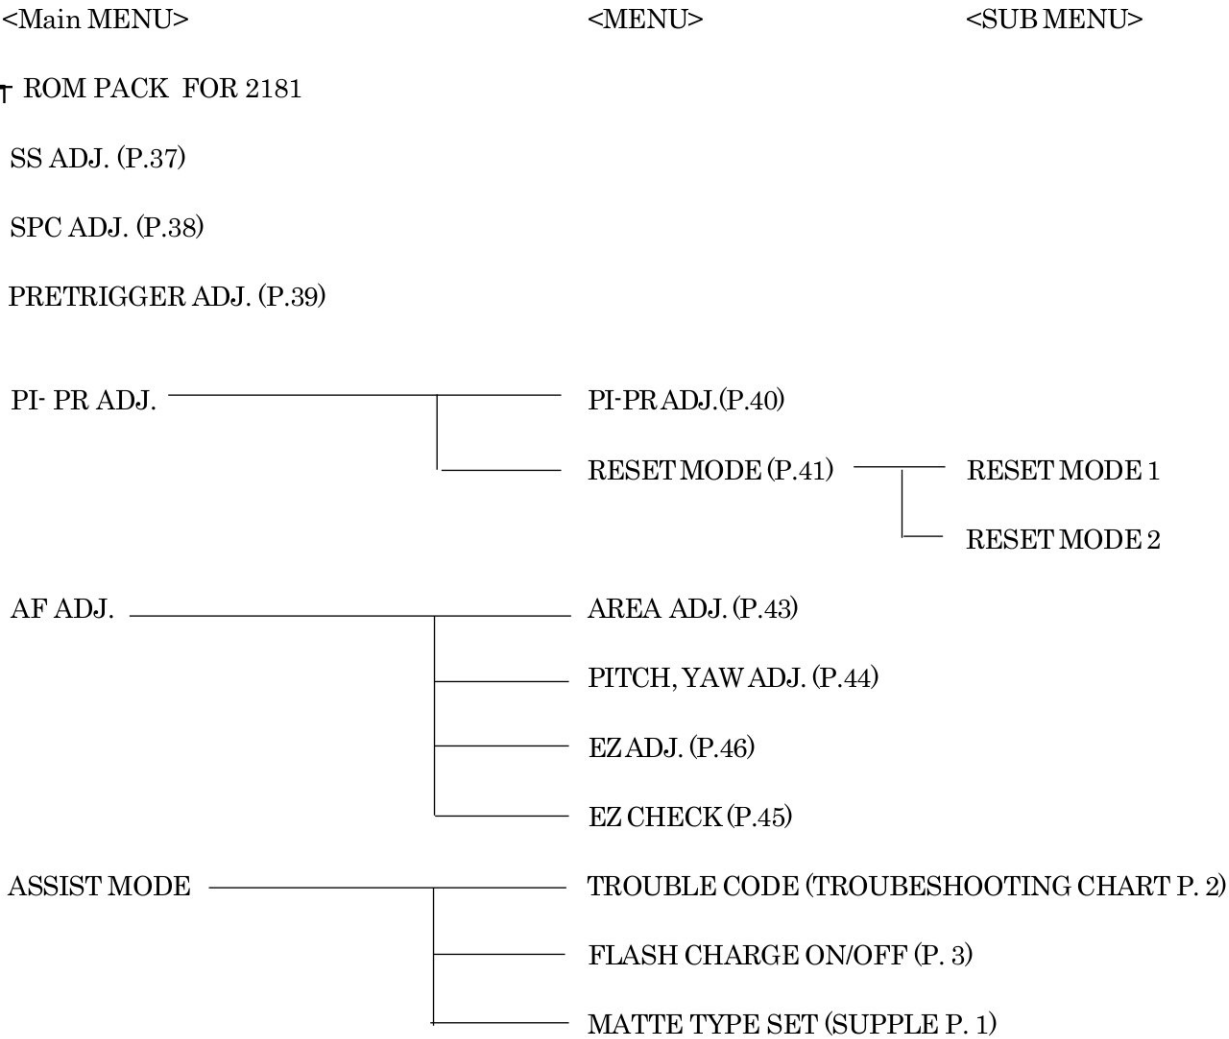 <Main MENU> <MENU> <SUB MENU>
ROM PACK FOR 2181
SS ADJ. (P.37)
SPC ADJ. (P.38)
PRETRIGGER ADJ. (P.39)
PI- PR ADJ. PI-PR ADJ.(P.40)
RESET MODE (P.41) RESET MODE 1
RESET MODE 2
AF ADJ. AREA ADJ. (P.43)
PITCH, YAW ADJ. (P.44)
EZ ADJ. (P.46)
EZ CHECK (P.45)
ASSIST MODE TROUBLE CODE (TROUBESHOOTING CHART P. 2)
FLASH CHARGE ON/OFF (P. 3)
MATTE TYPE SET (SUPPLE P. 1)